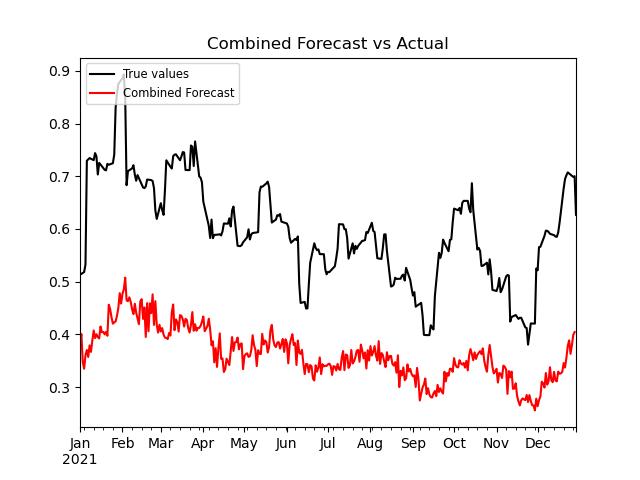 Combined Forecast vs Actual
True values
Combined Forecast
0.9
0.8
0.7
0.6
0.5
0.4
0.3
Jan Feb Mar Apr May Jun Jul Aug Sep Oct Nov Dec
2021